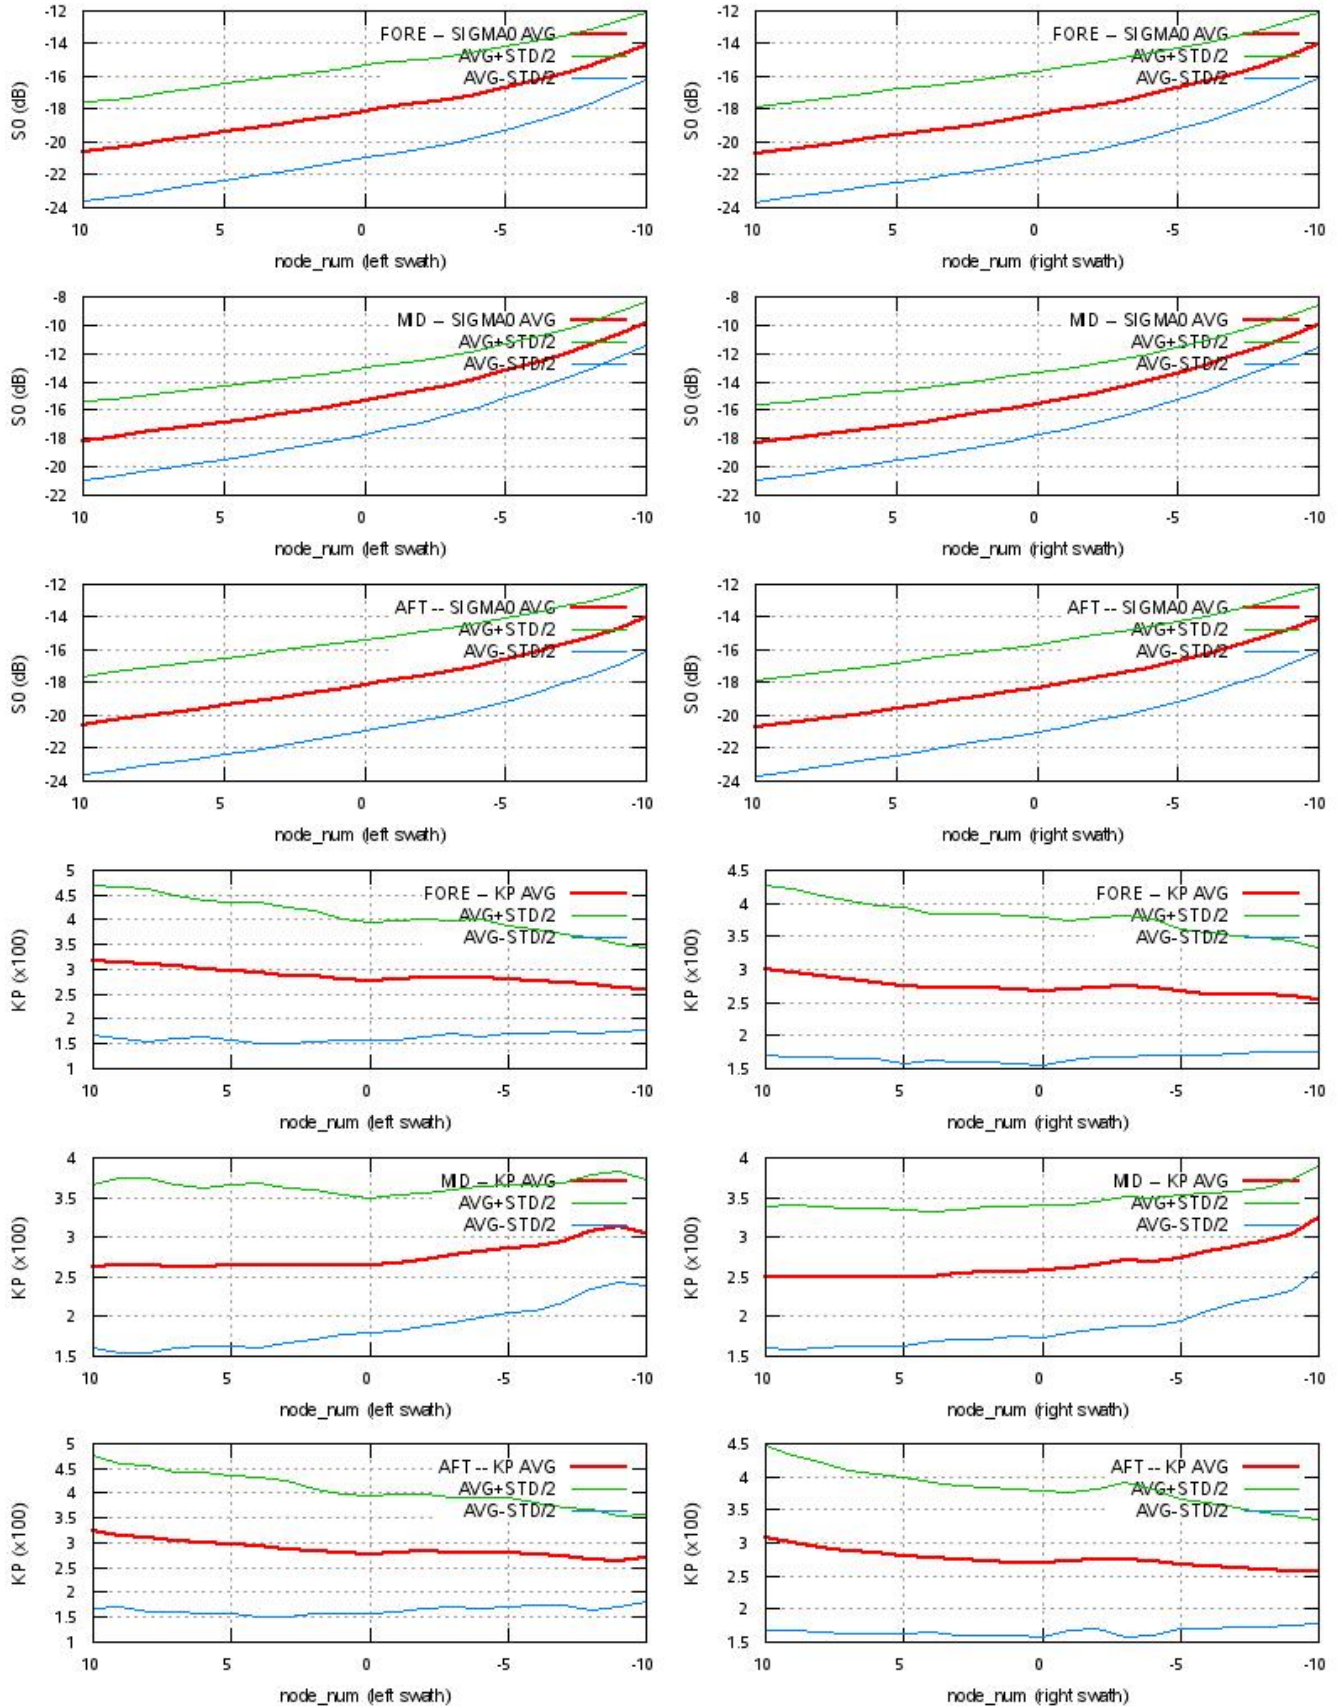 -12
-14
-16
-18
-20
-22
-24
S0 (dB)
FORE -- SIGMA0 AVG
AVG+STD/2
AVG-STD/2
10 5 0 -5 -10
node_num (left swath)
-12
-14
-16
-18
-20
-22
-24
S0 (dB)
FORE -- SIGMA0 AVG
AVG+STD/2
AVG-STD/2
10 5 0 -5 -10
node_num (right swath)
-8
-10
-12
-14
-16
-18
-20
-22
S0 (dB)
MID -- SIGMA0 AVG
AVG+STD/2
AVG-STD/2
10 5 0 -5 -10
node_num (left swath)
-8
-10
-12
-14
-16
-18
-20
-22
S0 (dB)
MID -- SIGMA0 AVG
AVG+STD/2
AVG-STD/2
10 5 0 -5 -10
node_num (right swath)
-12
-14
-16
-18
-20
-22
-24
S0 (dB)
AFT -- SIGMA0 AVG
AVG+STD/2
AVG-STD/2
10 5 0 -5 -10
node_num (left swath)
-12
-14
-16
-18
-20
-22
-24
S0 (dB)
AFT -- SIGMA0 AVG
AVG+STD/2
AVG-STD/2
10 5 0 -5 -10
node_num (right swath)
5
4.5
4
3.5
3
2.5
2
1.5
1
KP (x100)
FORE -- KP AVG
AVG+STD/2
AVG-STD/2
10 5 0 -5 -10
node_num (left swath)
4.5
4
3.5
3
2.5
2
1.5
KP (x100)
FORE -- KP AVG
AVG+STD/2
AVG-STD/2
10 5 0 -5 -10
node_num (right swath)
4
3.5
3
2.5
2
1.5
KP (x100)
MID -- KP AVG
AVG+STD/2
AVG-STD/2
10 5 0 -5 -10
node_num (left swath)
4
3.5
3
2.5
2
1.5
KP (x100)
MID -- KP AVG
AVG+STD/2
AVG-STD/2
10 5 0 -5 -10
node_num (right swath)
5
4.5
4
3.5
3
2.5
2
1.5
1
KP (x100)
AFT -- KP AVG
AVG+STD/2
AVG-STD/2
10 5 0 -5 -10
node_num (left swath)
4.5
4
3.5
3
2.5
2
1.5
KP (x100)
AFT -- KP AVG
AVG+STD/2
AVG-STD/2
10 5 0 -5 -10
node_num (right swath)